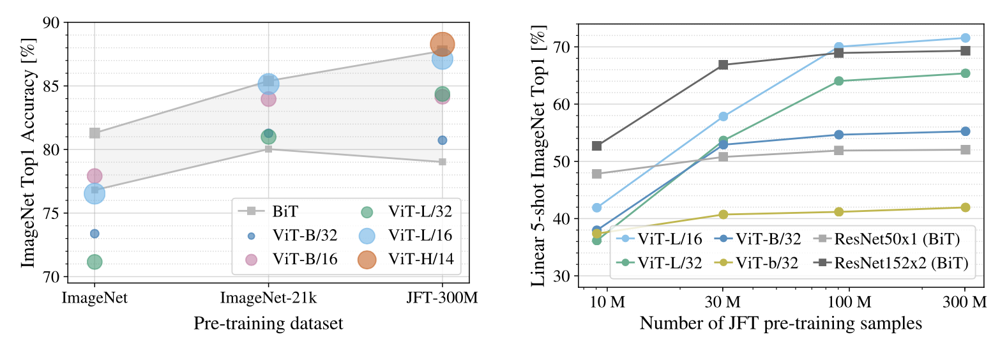 90
85
80
75
70
ImageNet Top1 Accuracy [%]
BiT
ViT-B/32
ViT-B/16
ViT-L/32
ViT-L/16
ViT-H/14
ImageNet
ImageNet-21k
JFT-300M
Pre-training dataset
70
60
50
40
30
Linear 5-shot ImageNet Top1 [%]
ViT-L/16
ViT-L/32
ViT-B/32
ViT-b/32
ResNet50x1 (BiT)
ResNet152x2 (BiT)
10 M
30 M
100 M
300 M
Number of JFT pre-training samples